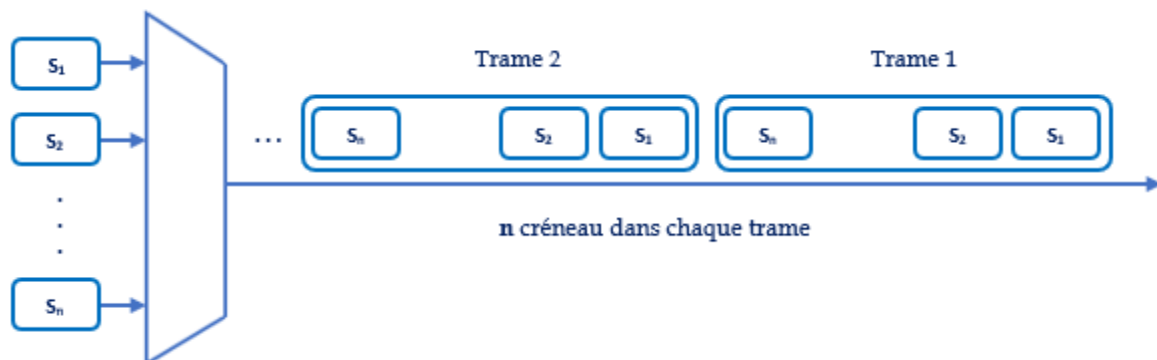 Trame 2
Trame 1
S₁
S₂
...
Sₙ
S₂
S₁
Sₙ
S₂
S₁
.
.
.
n créneau dans chaque trame
Sₙ